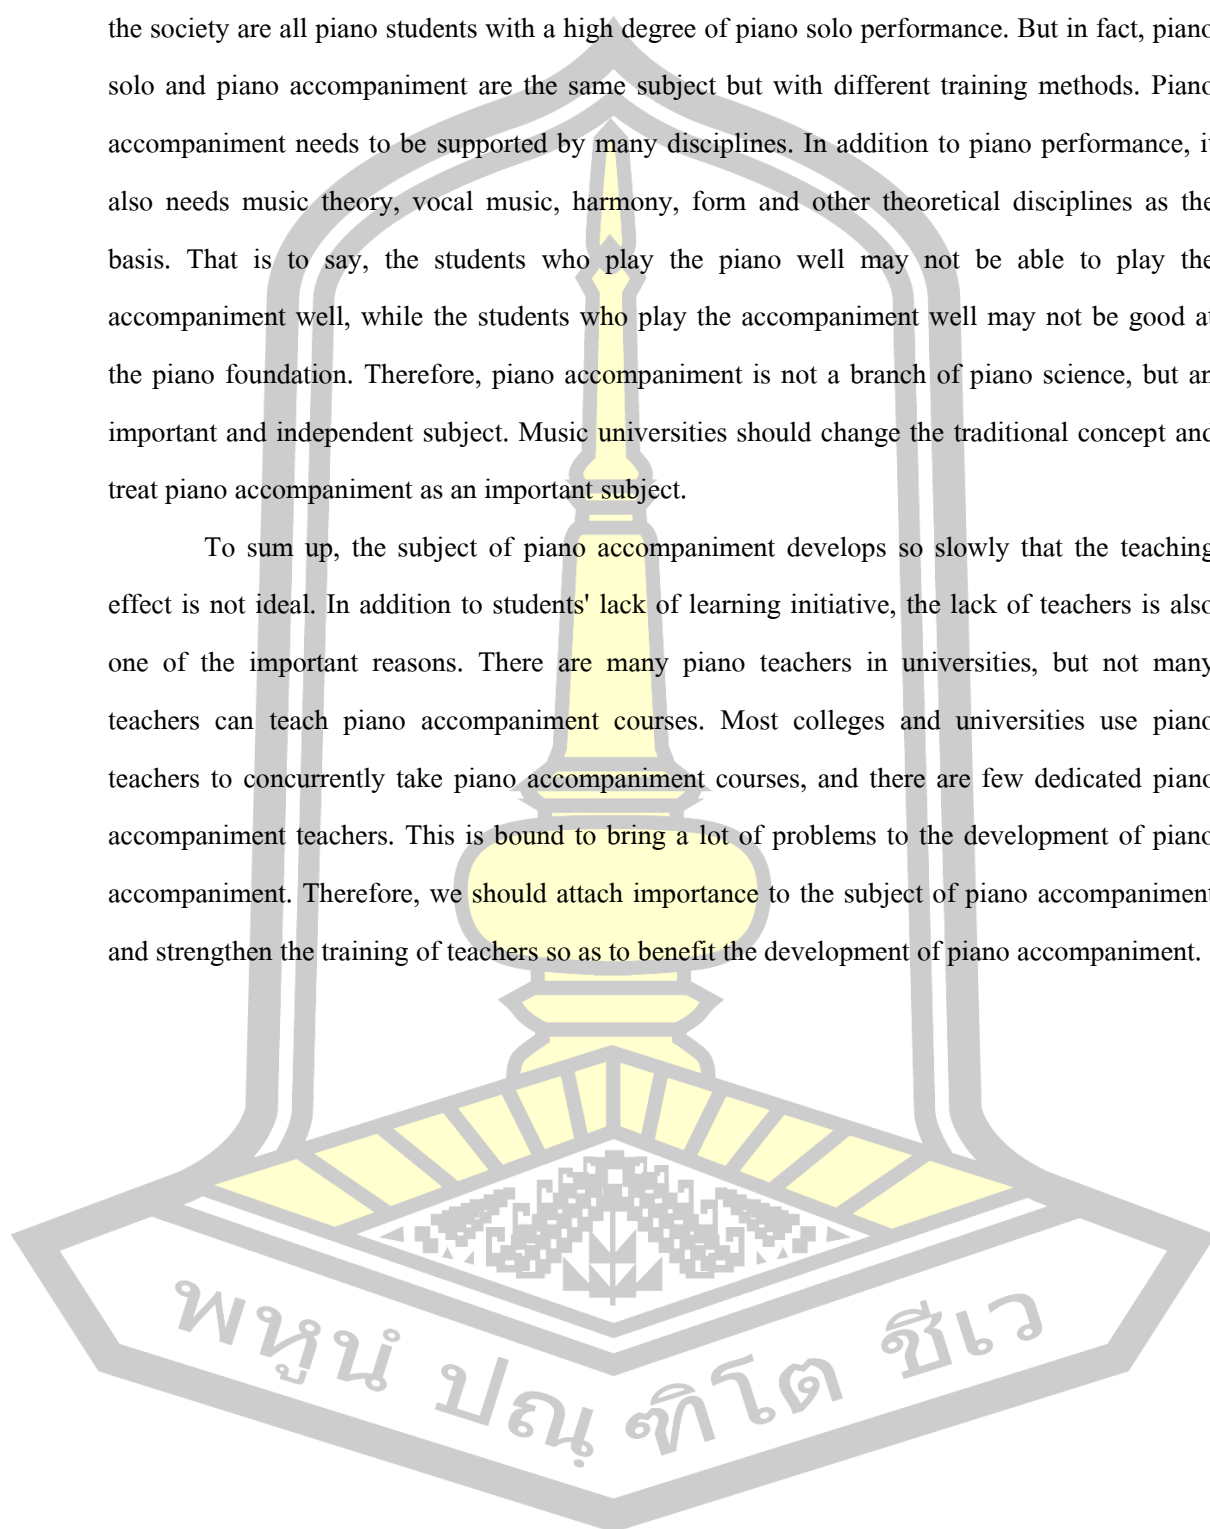 the society are all piano students with a high degree of piano solo performance. But in fact, piano
solo and piano accompaniment are the same subject but with different training methods. Piano
accompaniment needs to be supported by many disciplines. In addition to piano performance, it
also needs music theory, vocal music, harmony, form and other theoretical disciplines as the
basis. That is to say, the students who play the piano well may not be able to play the
accompaniment well, while the students who play the accompaniment well may not be good at
the piano foundation. Therefore, piano accompaniment is not a branch of piano science, but an
important and independent subject. Music universities should change the traditional concept and
treat piano accompaniment as an important subject.
To sum up, the subject of piano accompaniment develops so slowly that the teaching
effect is not ideal. In addition to students' lack of learning initiative, the lack of teachers is also
one of the important reasons. There are many piano teachers in universities, but not many
teachers can teach piano accompaniment courses. Most colleges and universities use piano
teachers to concurrently take piano accompaniment courses, and there are few dedicated piano
accompaniment teachers. This is bound to bring a lot of problems to the development of piano
accompaniment. Therefore, we should attach importance to the subject of piano accompaniment
and strengthen the training of teachers so as to benefit the development of piano accompaniment.
พหูนํ ปณฺฑิโต ชีเว